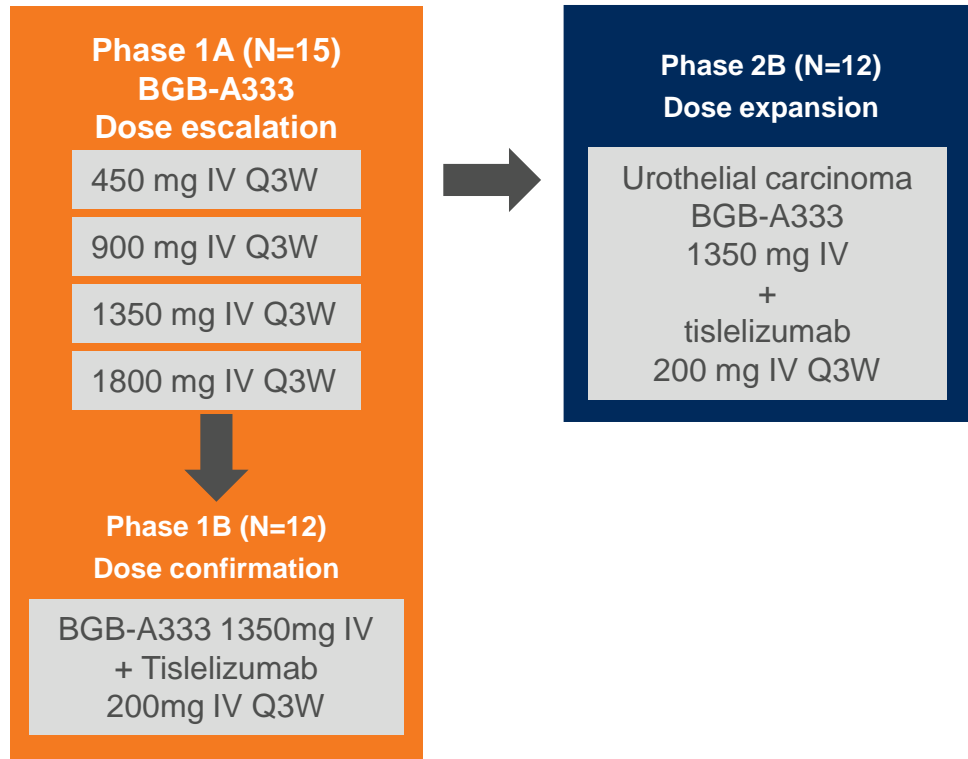 Phase 1A (N=15)
BGB-A333
Dose escalation
450 mg IV Q3W
900 mg IV Q3W
1350 mg IV Q3W
1800 mg IV Q3W
Phase 1B (N=12)
Dose confirmation
BGB-A333 1350mg IV
+ Tislelizumab
200mg IV Q3W
Phase 2B (N=12)
Dose expansion
Urothelial carcinoma
BGB-A333
1350 mg IV
+
tislelizumab
200 mg IV Q3W